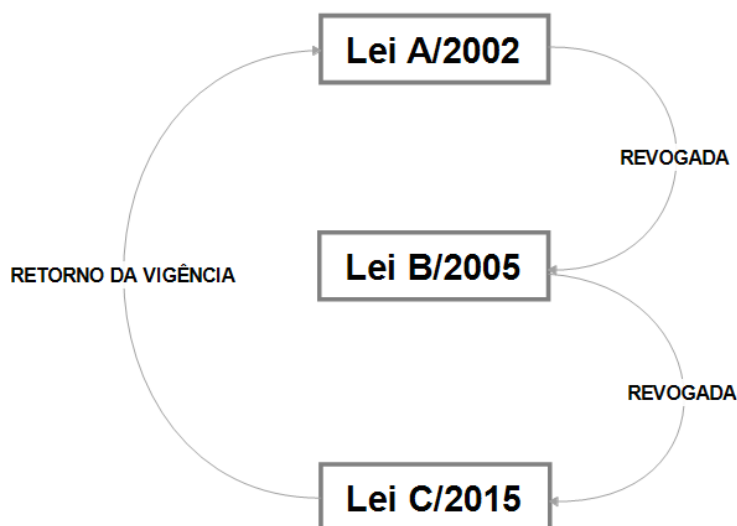 Lei A/2002
REVOGADA
Lei B/2005
RETORNO DA VIGÊNCIA
REVOGADA
Lei C/2015